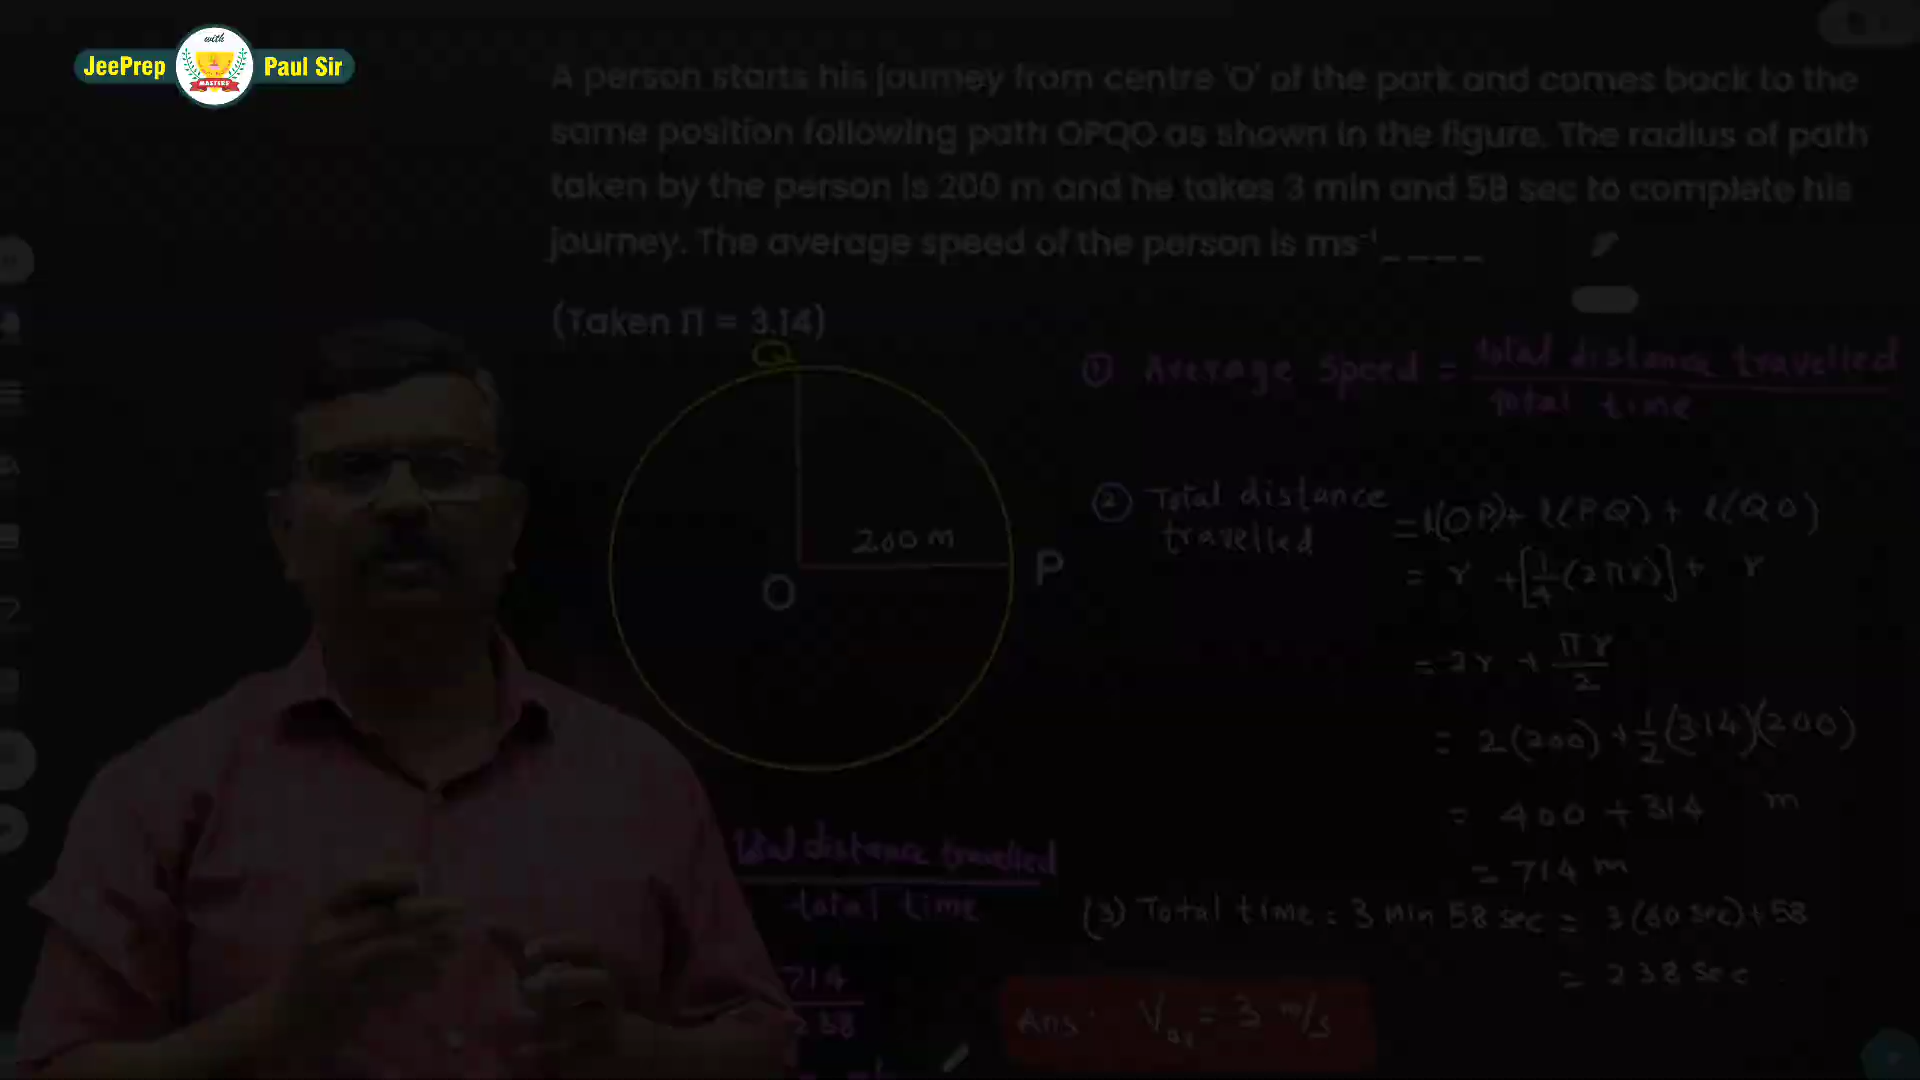 JeePrep with Paul Sir
MASTERS
A person starts his journey from centre 'O' of the park and comes back to the
same position following path OPQO as shown in the figure. The radius of path
taken by the person is 200 m and he takes 3 min and 58 sec to complete his
journey. The average speed of the person is ms⁻¹ ____
(Taken Π = 3.14)
Q
200 m
O
P
① Average Speed = total distance travelled / total time
② Total distance travelled = l(OP) + l(PQ) + l(QO)
= r + [1/4 (2πr)] + r
= 2r + πr/2
= 2(200) + 1/2 (314)(200)
= 400 + 314 m
= 714 m
total distance travelled
total time
714
238
(3) Total time = 3 min 58 sec = 3(60 sec) + 58
= 238 sec
Ans: Vav = 3 m/s